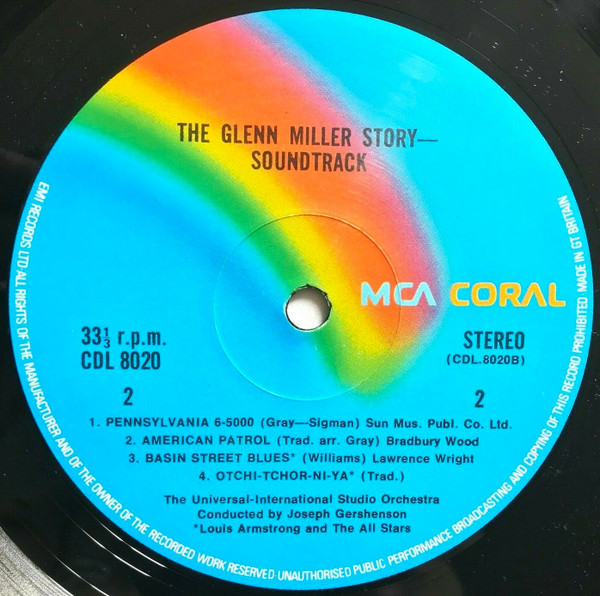 THE GLENN MILLER STORY—
SOUNDTRACK
MCA CORAL
33⅓ r.p.m.
CDL 8020
STEREO
(CDL.8020B)
2
2
1. PENNSYLVANIA 6-5000 (Gray—Sigman) Sun Mus. Publ. Co. Ltd.
2. AMERICAN PATROL (Trad. arr. Gray) Bradbury Wood
3. BASIN STREET BLUES* (Williams) Lawrence Wright
4. OTCHI-TCHOR-NI-YA* (Trad.)
The Universal-International Studio Orchestra
Conducted by Joseph Gershenson
*Louis Armstrong and The All Stars
EMI RECORDS LTD·ALL RIGHTS OF THE MANUFACTURER AND OF THE OWNER OF THE RECORDED WORK RESERVED·UNAUTHORISED PUBLIC PERFORMANCE BROADCASTING AND COPYING OF THIS RECORD PROHIBITED MADE IN GT BRITAIN